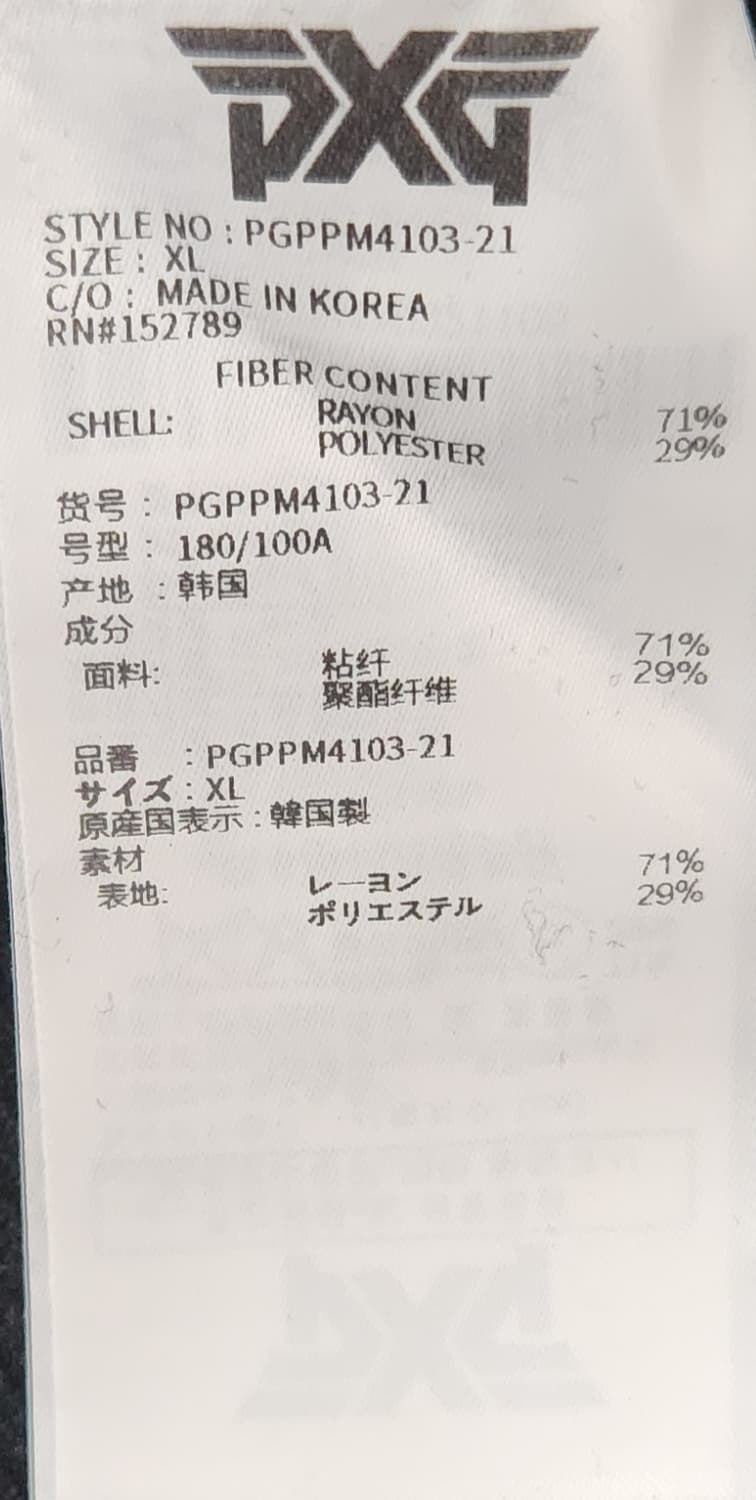 PXG
STYLE NO : PGPPM4103-21
SIZE : XL
C/O : MADE IN KOREA
RN#152789
FIBER CONTENT
SHELL: RAYON 71%
POLYESTER 29%
货号 : PGPPM4103-21
号型 : 180/100A
产地 : 韩国
成分
面料: 粘纤 71%
聚酯纤维 29%
品番 : PGPPM4103-21
サイズ : XL
原産国表示 : 韓国製
素材
表地: レーヨン 71%
ポリエステル 29%